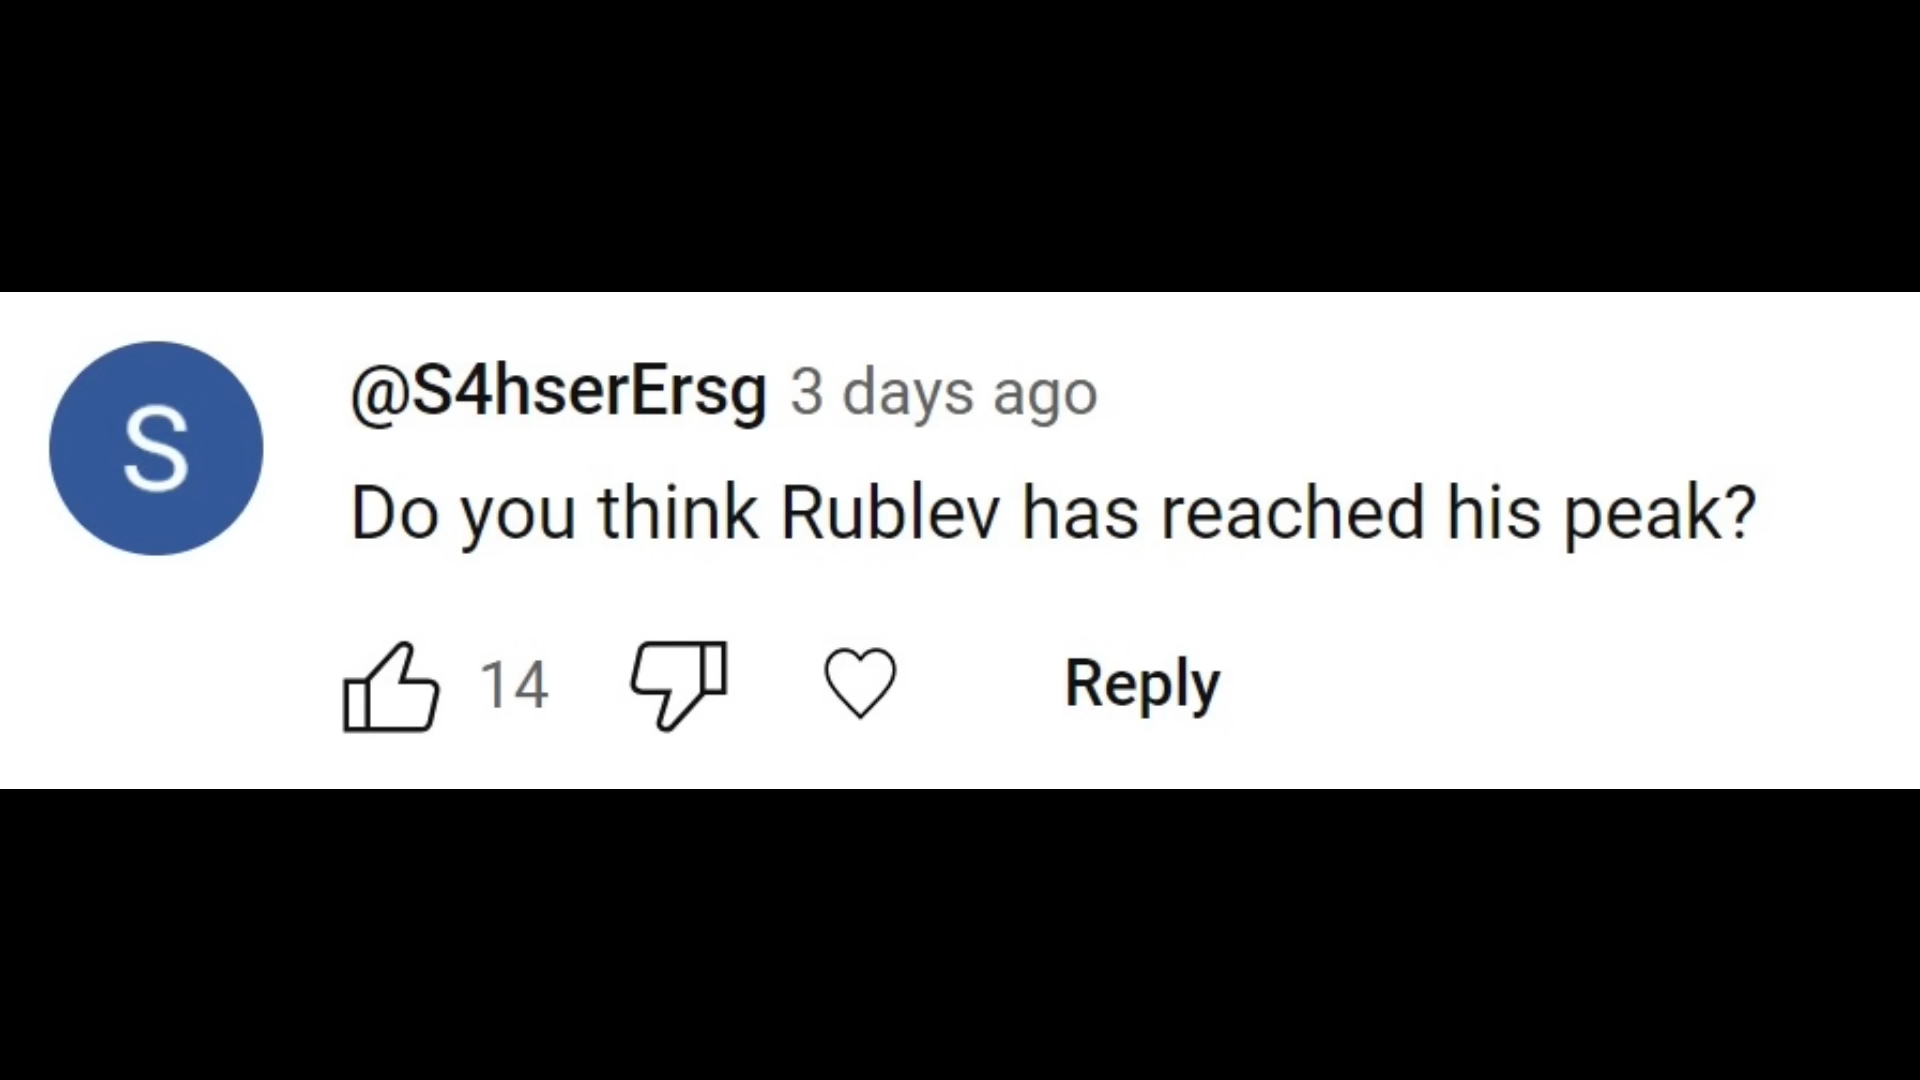 S
@S4hserErsg 3 days ago
Do you think Rublev has reached his peak?
14 Reply